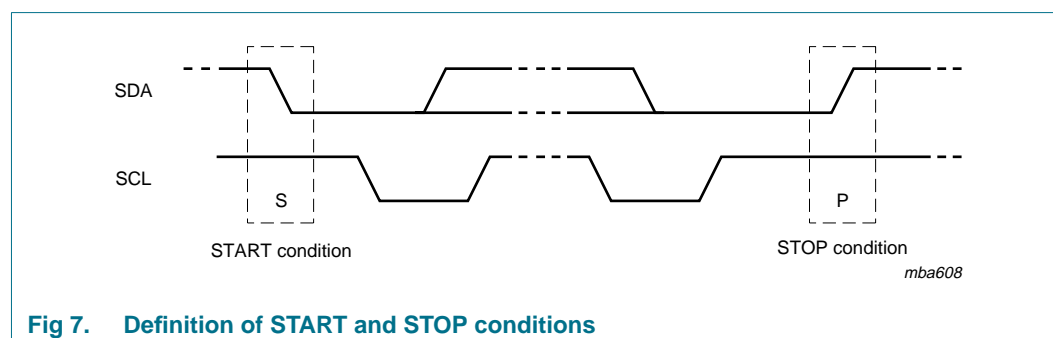 SDA
SCL
S
P
START condition
STOP condition
mba608
Fig 7. Definition of START and STOP conditions